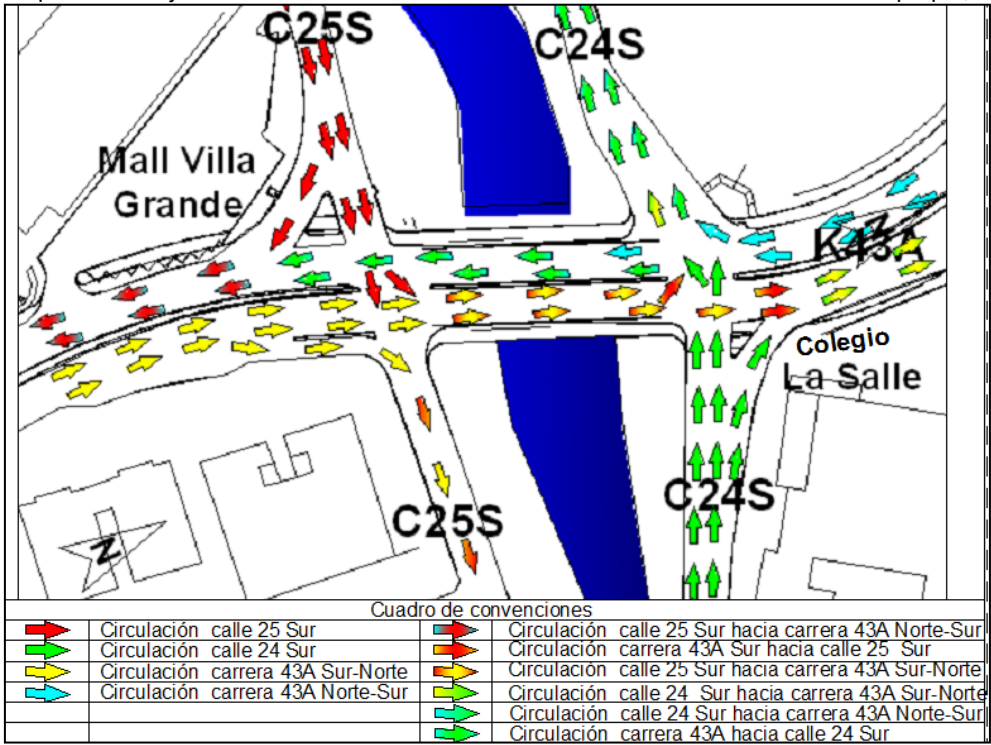 C25S
C24S
Mall Villa
Grande
K43A
Colegio
La Salle
C25S
C24S
N
Cuadro de convenciones
Circulación calle 25 Sur
Circulación calle 24 Sur
Circulación carrera 43A Sur-Norte
Circulación carrera 43A Norte-Sur
Circulación calle 25 Sur hacia carrera 43A Norte-Sur
Circulación carrera 43A Sur hacia calle 25 Sur
Circulación calle 25 Sur hacia carrera 43A Sur-Norte
Circulación calle 24 Sur hacia carrera 43A Sur-Norte
Circulación calle 24 Sur hacia carrera 43A Norte-Sur
Circulación carrera 43A hacia calle 24 Sur